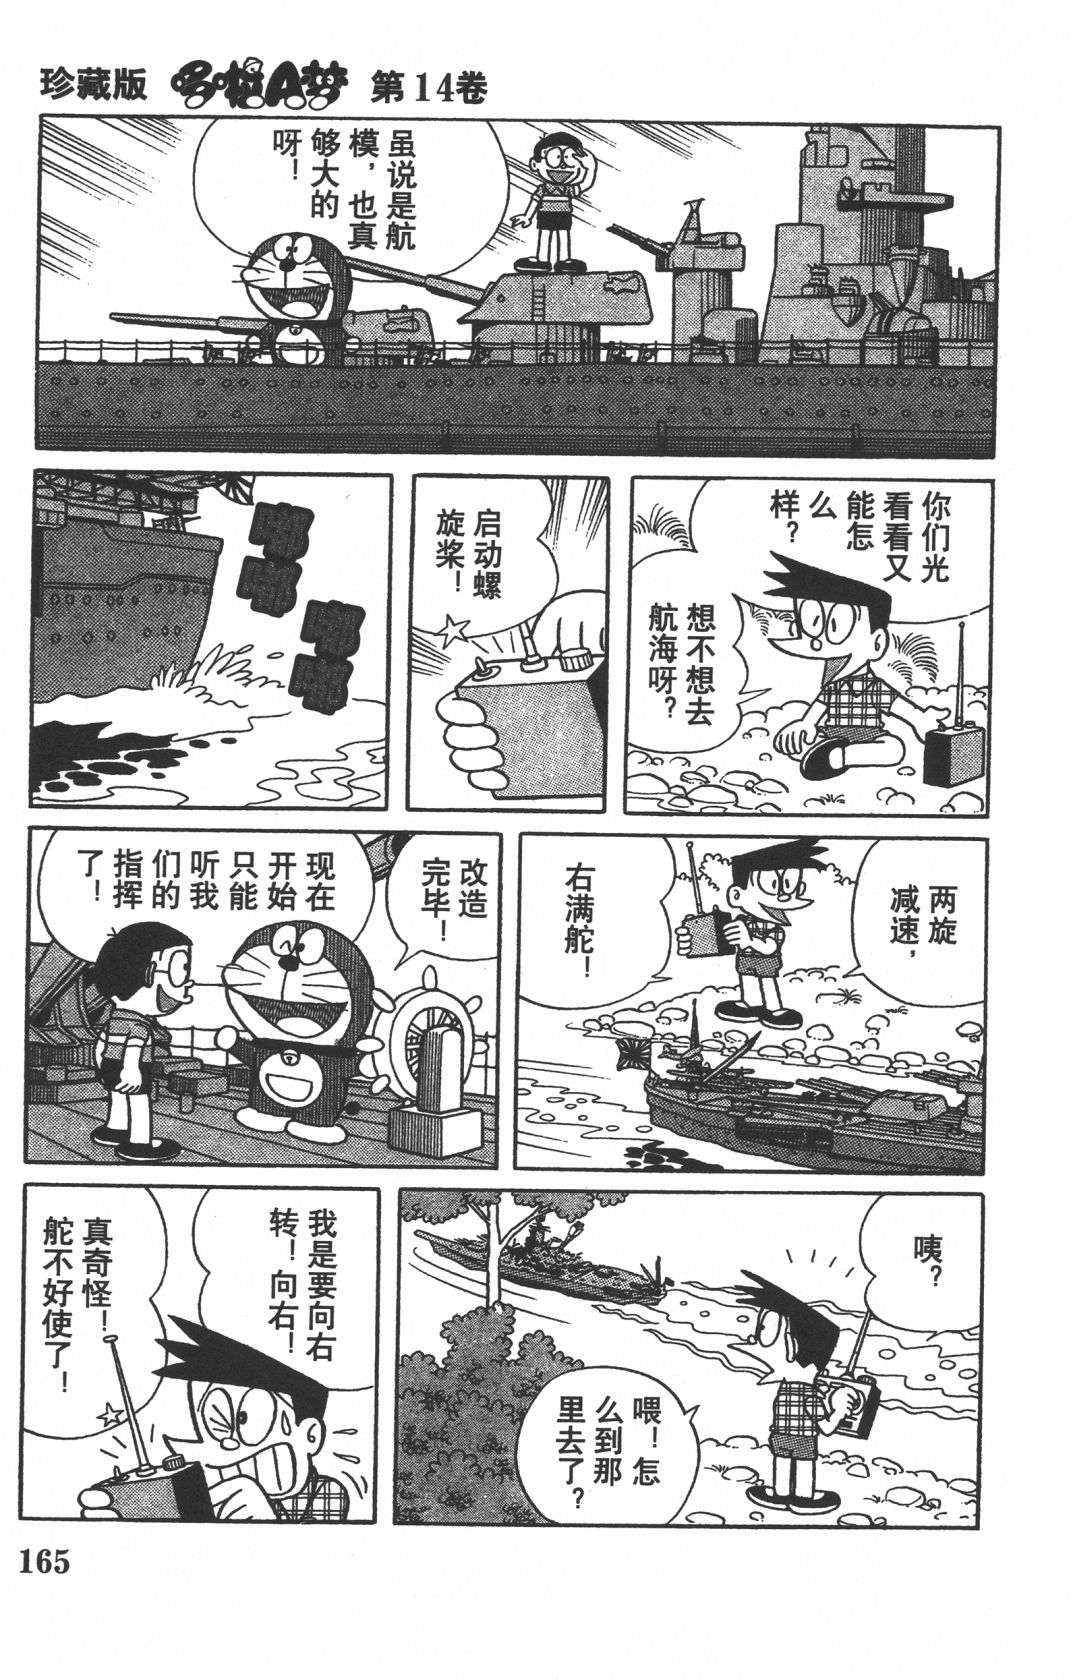 珍藏版 哆啦A梦 第14卷
虽说是航
模，也真
够大的
呀！
你们光
看看又
能怎
么
样？
想不想去
航海呀？
启动螺
旋桨！
嘟嘟
嘟嘟
两旋
减速，
右满舵！
改造
完毕！
现在
开始
只能
听我
们的
指挥
了！
咦？
喂！怎
么到那
里去了？
我是要向右
转！向右！
真奇怪！
舵不好使了！
165